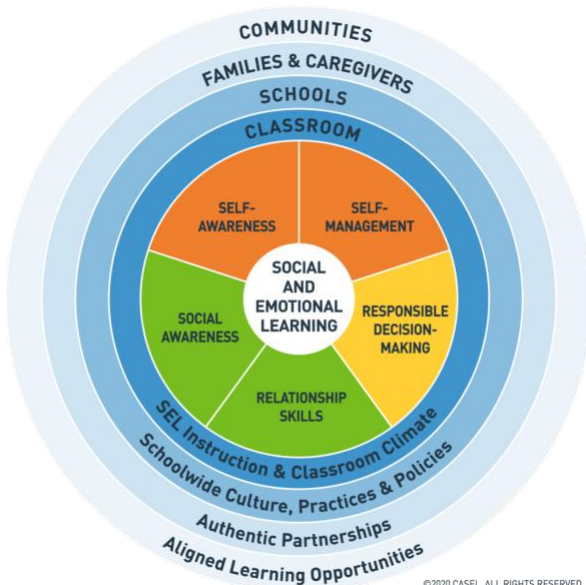 COMMUNITIES
FAMILIES & CAREGIVERS
SCHOOLS
CLASSROOM
SELF-
AWARENESS
SELF-
MANAGEMENT
SOCIAL
AND
EMOTIONAL
LEARNING
SOCIAL
AWARENESS
RESPONSIBLE
DECISION-
MAKING
RELATIONSHIP
SKILLS
SEL Instruction & Classroom Climate
Schoolwide Culture, Practices & Policies
Authentic Partnerships
Aligned Learning Opportunities
©2020 CASEL. ALL RIGHTS RESERVED.